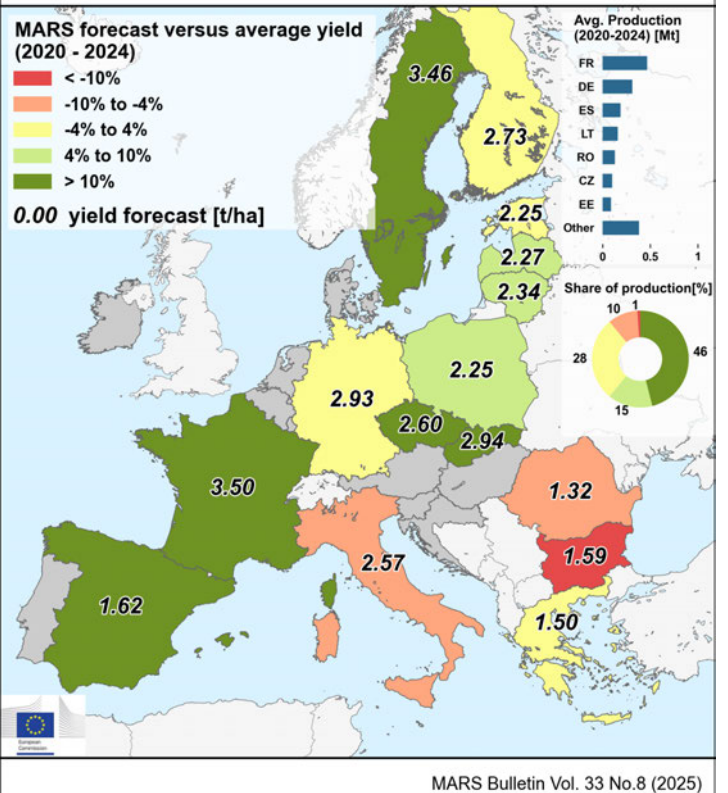 MARS forecast versus average yield
(2020 - 2024)
< -10%
-10% to -4%
-4% to 4%
4% to 10%
> 10%
0.00 yield forecast [t/ha]
Avg. Production
(2020-2024) [Mt]
FR
DE
ES
LT
RO
CZ
EE
Other
0 0.5 1
Share of production[%]
10 1
28 46
15
3.46
2.73
2.25
2.27
2.34
2.25
2.93
2.60
2.94
3.50
1.32
2.57
1.59
1.62
1.50
European
Commission
MARS Bulletin Vol. 33 No.8 (2025)